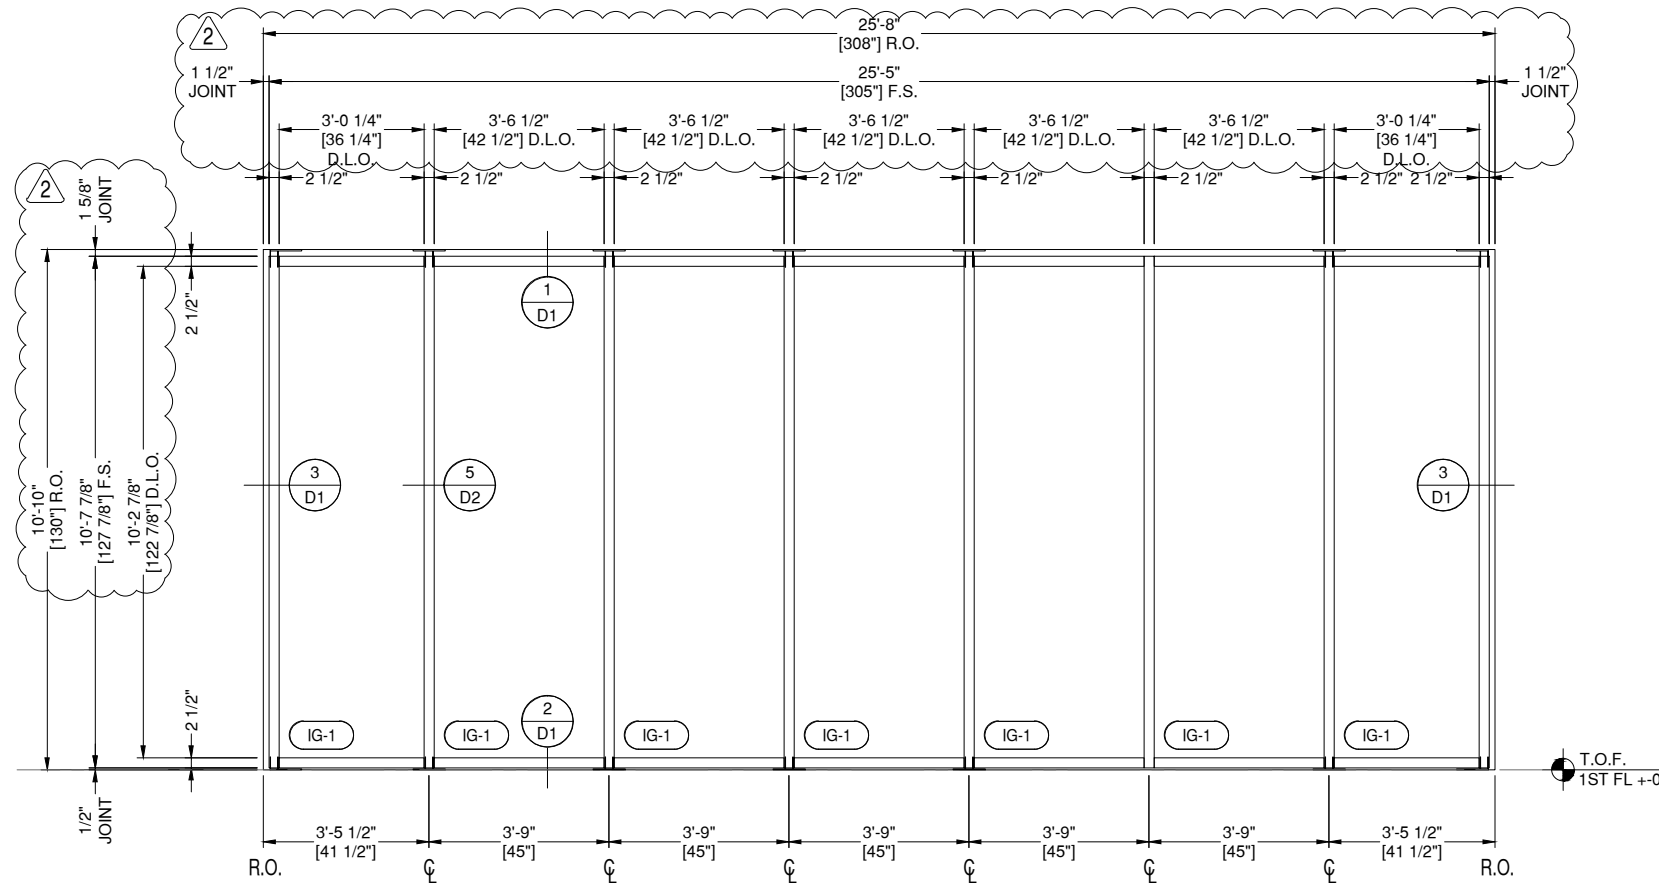 2
25'-8"
[308"] R.O.
1 1/2"
JOINT
25'-5"
[305"] F.S.
1 1/2"
JOINT
3'-0 1/4"
[36 1/4"]
D.L.O.
3'-6 1/2"
[42 1/2"] D.L.O.
3'-6 1/2"
[42 1/2"] D.L.O.
3'-6 1/2"
[42 1/2"] D.L.O.
3'-6 1/2"
[42 1/2"] D.L.O.
3'-6 1/2"
[42 1/2"] D.L.O.
3'-0 1/4"
[36 1/4"]
D.L.O.
2 1/2"
2 1/2"
2 1/2"
2 1/2"
2 1/2"
2 1/2"
2 1/2"
2 1/2"
2
1 5/8"
JOINT
2 1/2"
10'-10"
[130"] R.O.
10'-7 7/8"
[127 7/8"] F.S.
10'-2 7/8"
[122 7/8"] D.L.O.
2 1/2"
1/2"
JOINT
1
D1
3
D1
5
D2
3
D1
2
D1
IG-1
IG-1
IG-1
IG-1
IG-1
IG-1
IG-1
T.O.F.
1ST FL +-0
3'-5 1/2"
[41 1/2"]
3'-9"
[45"]
3'-9"
[45"]
3'-9"
[45"]
3'-9"
[45"]
3'-9"
[45"]
3'-5 1/2"
[41 1/2"]
R.O.
℄
℄
℄
℄
℄
℄
R.O.